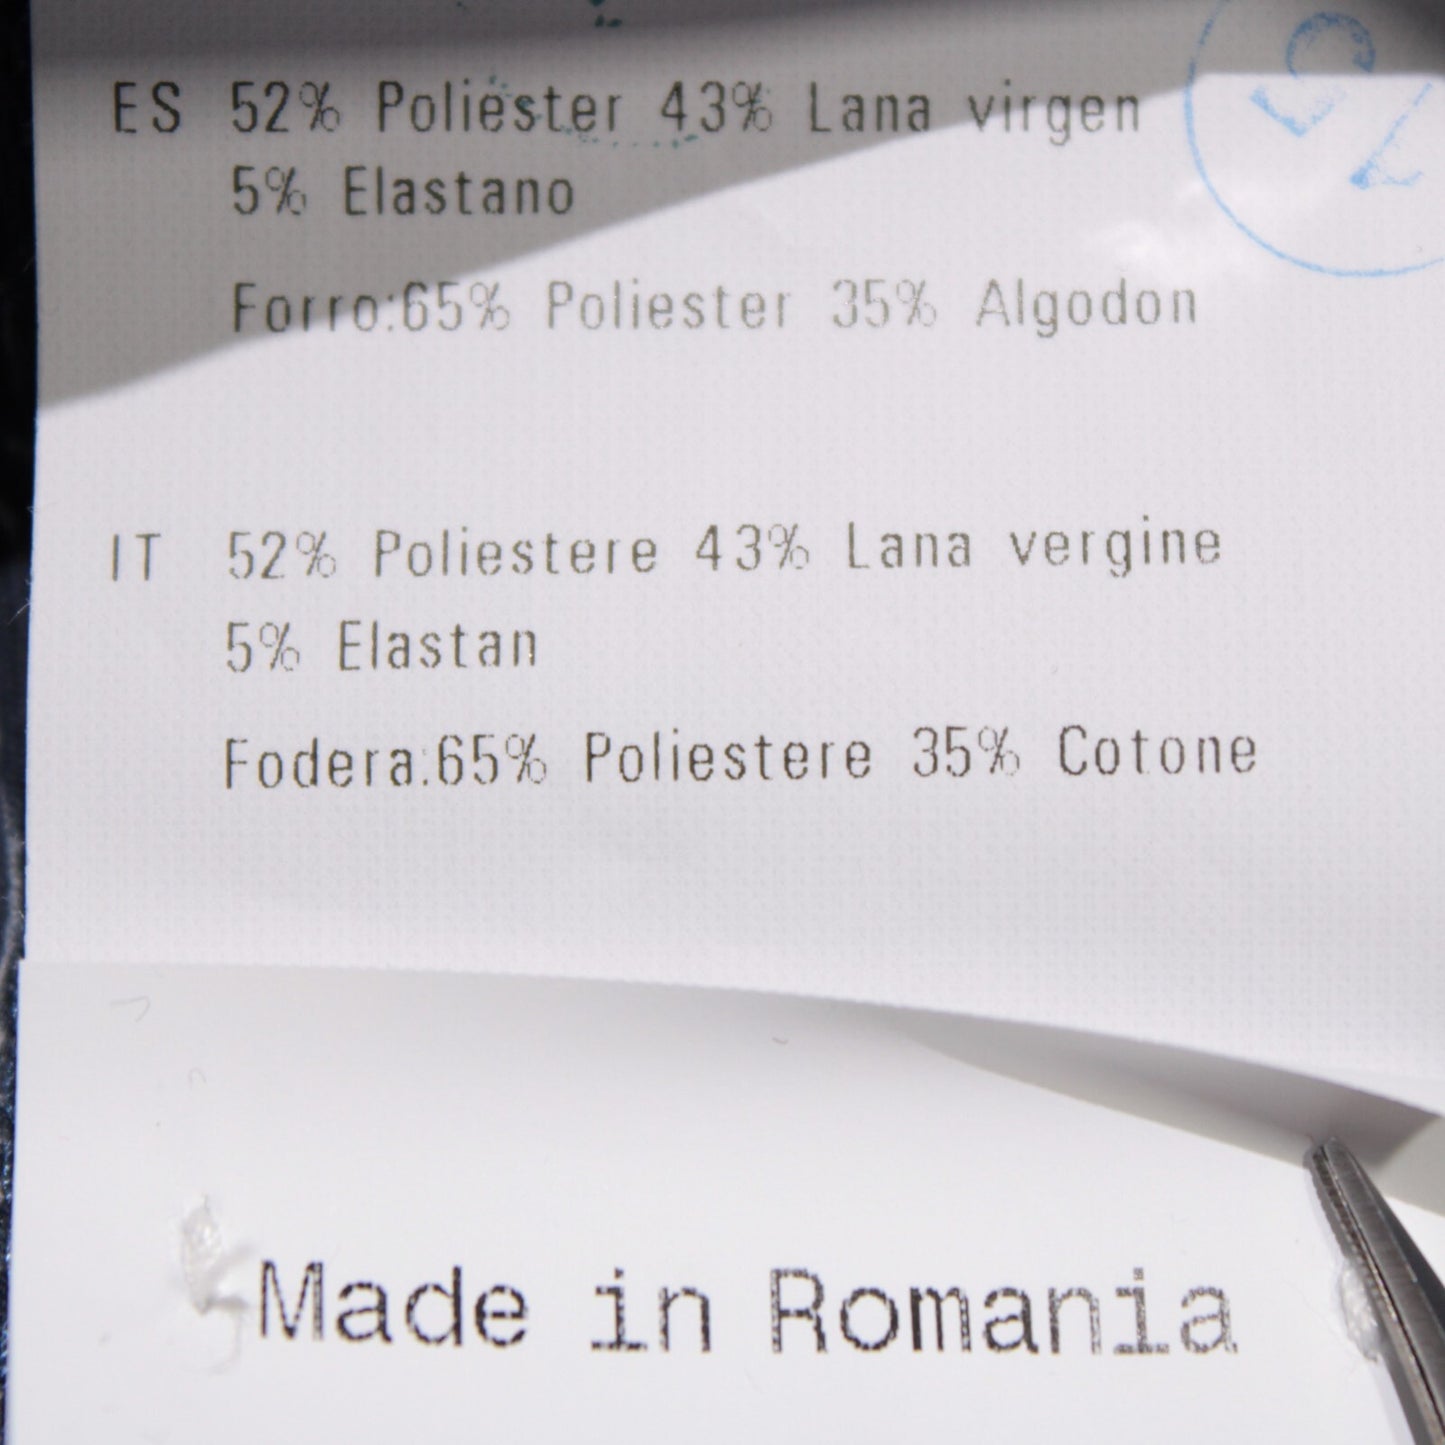 ES 52% Poliester 43% Lana virgen
5% Elastano
Forro:65% Poliester 35% Algodon
IT 52% Poliestere 43% Lana vergine
5% Elastan
Fodera:65% Poliestere 35% Cotone
Made in Romania